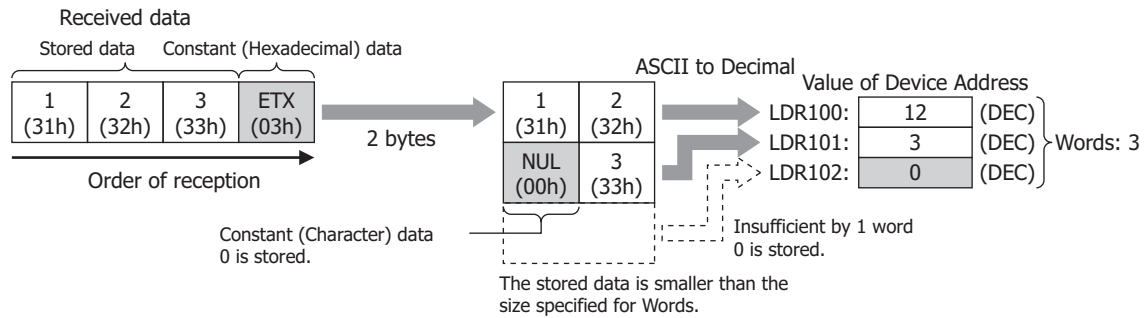 Received data
Stored data
Constant (Hexadecimal) data
1
(31h)
2
(32h)
3
(33h)
ETX
(03h)
Order of reception
2 bytes
ASCII to Decimal
1
(31h)
2
(32h)
NUL
(00h)
3
(33h)
Value of Device Address
LDR100: 12 (DEC)
LDR101: 3 (DEC)
LDR102: 0 (DEC)
Words: 3
Constant (Character) data
0 is stored.
Insufficient by 1 word
0 is stored.
The stored data is smaller than the
size specified for Words.